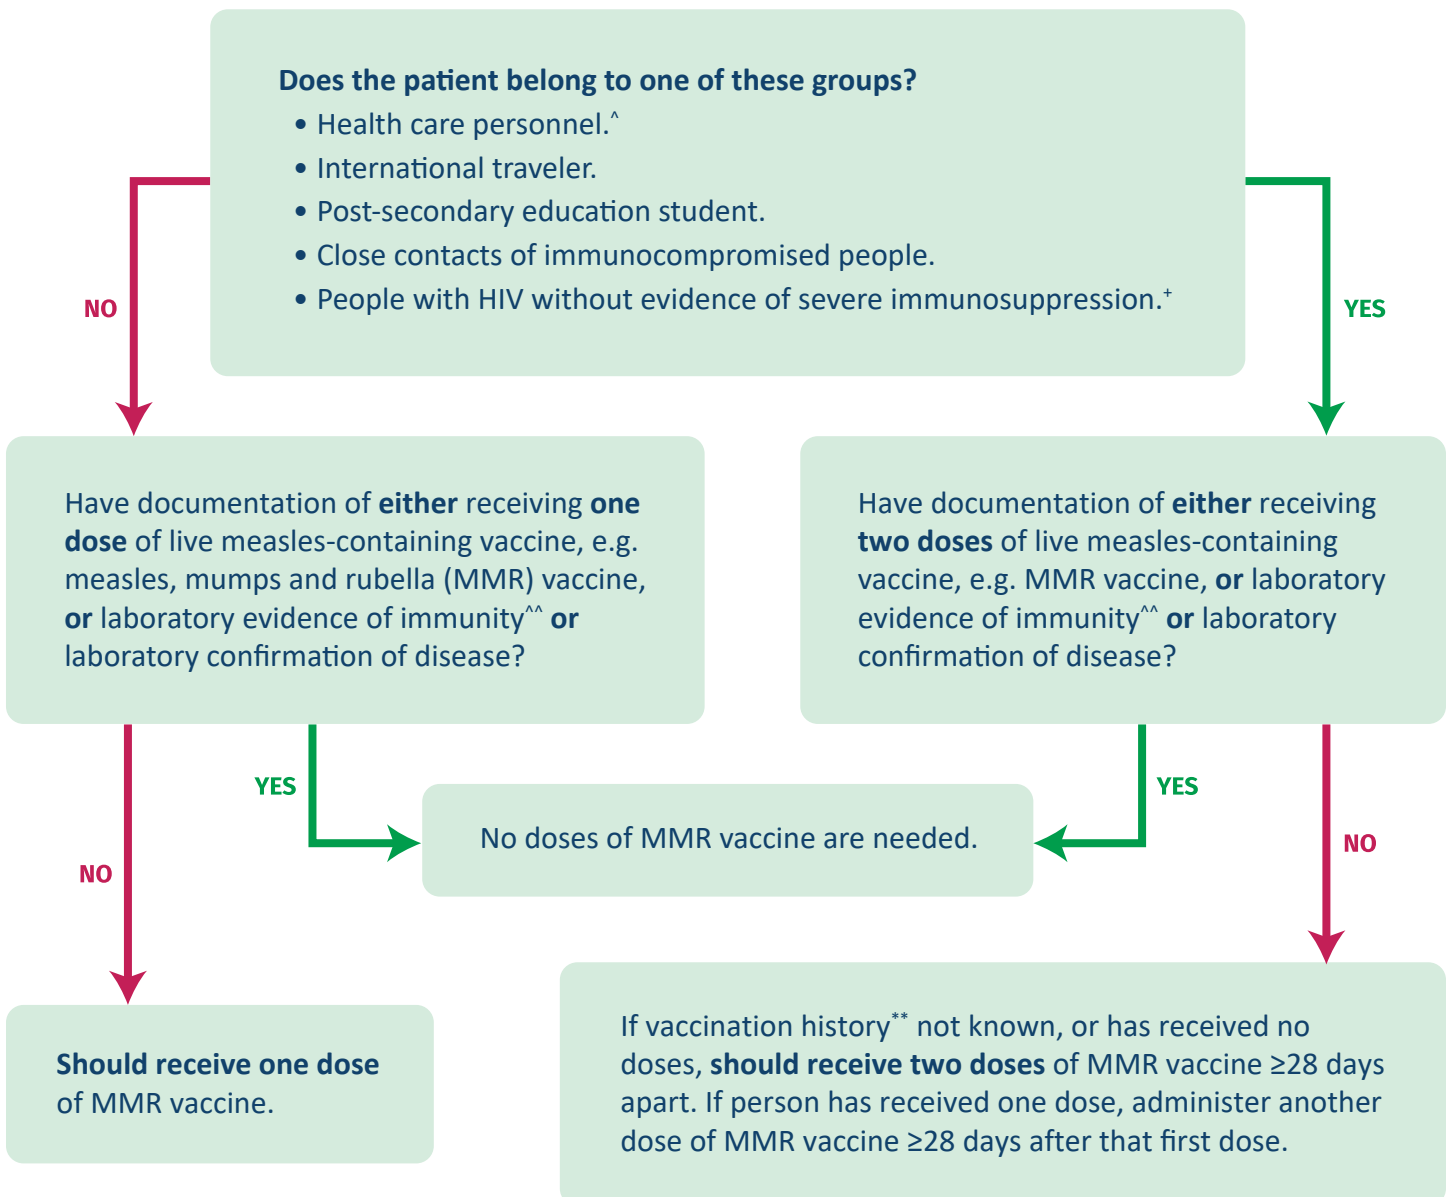 Does the patient belong to one of these groups?
• Health care personnel.^
• International traveler.
• Post-secondary education student.
• Close contacts of immunocompromised people.
• People with HIV without evidence of severe immunosuppression.+
NO
YES
Have documentation of either receiving one
dose of live measles-containing vaccine, e.g.
measles, mumps and rubella (MMR) vaccine,
or laboratory evidence of immunity^^ or
laboratory confirmation of disease?
Have documentation of either receiving
two doses of live measles-containing
vaccine, e.g. MMR vaccine, or laboratory
evidence of immunity^^ or laboratory
confirmation of disease?
YES
YES
No doses of MMR vaccine are needed.
NO
NO
Should receive one dose
of MMR vaccine.
If vaccination history** not known, or has received no
doses, should receive two doses of MMR vaccine ≥28 days
apart. If person has received one dose, administer another
dose of MMR vaccine ≥28 days after that first dose.